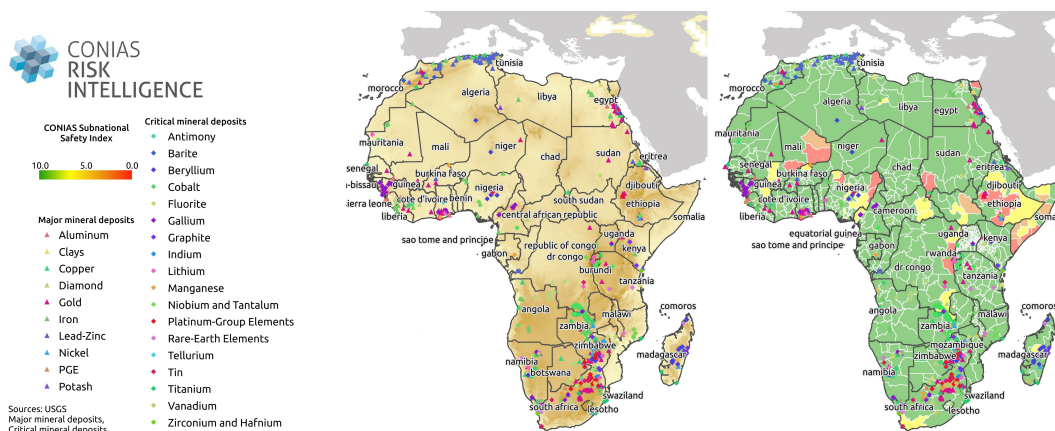 CONIAS
RISK
INTELLIGENCE
CONIAS Subnational
Safety Index
10.0 5.0 0.0
Major mineral deposits
Aluminum
Clays
Copper
Diamond
Gold
Iron
Lead-Zinc
Nickel
PGE
Potash
Sources: USGS
Major mineral deposits,
Critical mineral deposits
Critical mineral deposits
Antimony
Barite
Beryllium
Cobalt
Fluorite
Gallium
Graphite
Indium
Lithium
Manganese
Niobium and Tantalum
Platinum-Group Elements
Rare-Earth Elements
Tellurium
Tin
Titanium
Vanadium
Zirconium and Hafnium
tunisia
morocco
algeria
libya
egypt
mauritania
mali
niger
chad
sudan
eritrea
senegal
burkina faso
-bissau
guinea
nigeria
djibouti
ierra leone
cote d'ivoire
benin
south sudan
ethiopia
liberia
central african republic
somalia
sao tome and principe
uganda
republic of congo
kenya
gabon
dr congo
burundi
tanzania
angola
malawi
comoros
zambia
zimbabwe
madagascar
namibia
botswana
swaziland
south africa
lesotho
tunisia
morocco
algeria
libya
egypt
mauritania
mali
niger
chad
sudan
eritrea
senegal
burkina faso
guinea
nigeria
djibouti
cote d'ivoire
ethiopia
liberia
cameroon
soma
equatorial guinea
uganda
kenya
sao tome and principe
gabon
rwanda
dr congo
tanzania
angola
malawi
comoros
zambia
mozambique
zimbabwe
madagascar
namibia
swaziland
south africa
lesotho